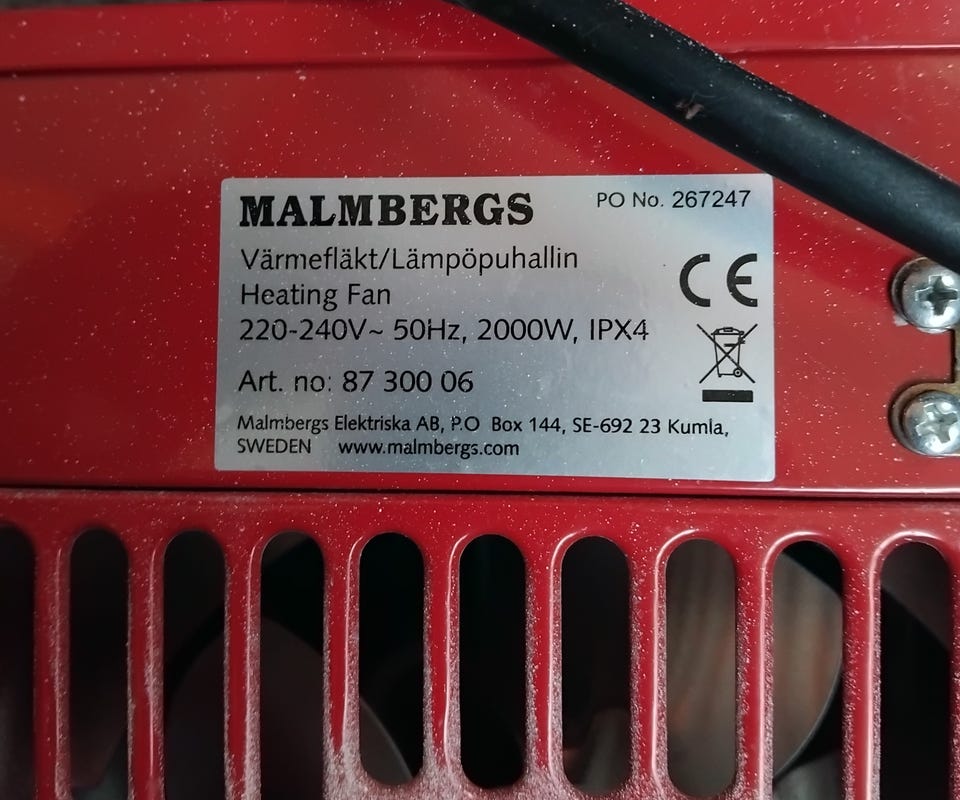 MALMBERGS PO No. 267247
Värmefläkt/Lämpöpuhallin
Heating Fan
220-240V~ 50Hz, 2000W, IPX4
CE
Art. no: 87 300 06
Malmbergs Elektriska AB, P.O Box 144, SE-692 23 Kumla,
SWEDEN www.malmbergs.com